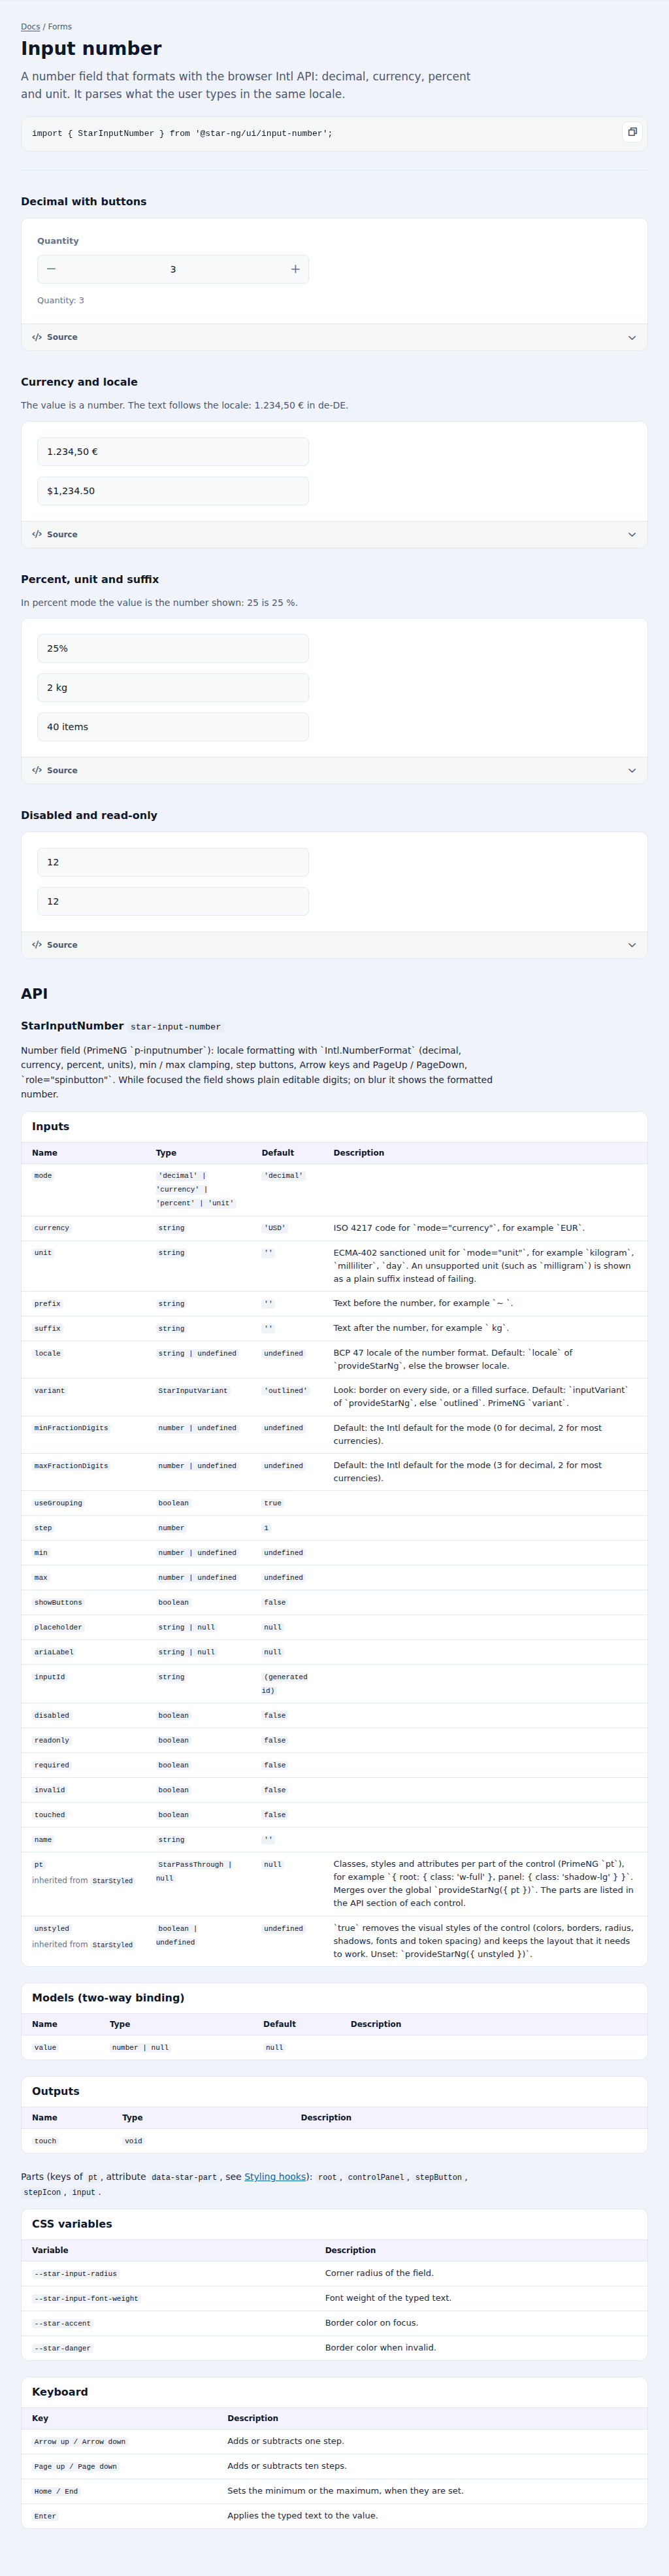 Docs / Forms
Input number
A number field that formats with the browser Intl API: decimal, currency, percent
and unit. It parses what the user types in the same locale.
import { StarInputNumber } from '@star-ng/ui/input-number';
Decimal with buttons
Quantity
− 3 +
Quantity: 3
</> Source
Currency and locale
The value is a number. The text follows the locale: 1.234,50 € in de-DE.
1.234,50 €
$1,234.50
</> Source
Percent, unit and suffix
In percent mode the value is the number shown: 25 is 25 %.
25%
2 kg
40 items
</> Source
Disabled and read-only
12
12
</> Source
API
StarInputNumber star-input-number
Number field (PrimeNG `p-inputnumber`): locale formatting with `Intl.NumberFormat` (decimal,
currency, percent, units), min / max clamping, step buttons, Arrow keys and PageUp / PageDown,
`role="spinbutton"`. While focused the field shows plain editable digits; on blur it shows the formatted
number.
Inputs
Name Type Default Description
mode 'decimal' | 'decimal'
'currency' |
'percent' | 'unit'
currency string 'USD' ISO 4217 code for `mode="currency"`, for example `EUR`.
unit string '' ECMA-402 sanctioned unit for `mode="unit"`, for example `kilogram`,
`milliliter`, `day`. An unsupported unit (such as `milligram`) is shown
as a plain suffix instead of failing.
prefix string '' Text before the number, for example `~ `.
suffix string '' Text after the number, for example ` kg`.
locale string | undefined undefined BCP 47 locale of the number format. Default: `locale` of
`provideStarNg`, else the browser locale.
variant StarInputVariant 'outlined' Look: border on every side, or a filled surface. Default: `inputVariant`
of `provideStarNg`, else `outlined`. PrimeNG `variant`.
minFractionDigits number | undefined undefined Default: the Intl default for the mode (0 for decimal, 2 for most
currencies).
maxFractionDigits number | undefined undefined Default: the Intl default for the mode (3 for decimal, 2 for most
currencies).
useGrouping boolean true
step number 1
min number | undefined undefined
max number | undefined undefined
showButtons boolean false
placeholder string | null null
ariaLabel string | null null
inputId string (generated
id)
disabled boolean false
readonly boolean false
required boolean false
invalid boolean false
touched boolean false
name string ''
pt StarPassThrough | null Classes, styles and attributes per part of the control (PrimeNG `pt`),
inherited from StarStyled null for example `{ root: { class: 'w-full' }, panel: { class: 'shadow-lg' } }`.
Merges over the global `provideStarNg({ pt })`. The parts are listed in
the API section of each control.
unstyled boolean | undefined `true` removes the visual styles of the control (colors, borders, radius,
inherited from StarStyled undefined shadows, fonts and token spacing) and keeps the layout that it needs
to work. Unset: `provideStarNg({ unstyled })`.
Models (two-way binding)
Name Type Default Description
value number | null null
Outputs
Name Type Description
touch void
Parts (keys of pt, attribute data-star-part, see Styling hooks): root, controlPanel, stepButton,
stepIcon, input.
CSS variables
Variable Description
--star-input-radius Corner radius of the field.
--star-input-font-weight Font weight of the typed text.
--star-accent Border color on focus.
--star-danger Border color when invalid.
Keyboard
Key Description
Arrow up / Arrow down Adds or subtracts one step.
Page up / Page down Adds or subtracts ten steps.
Home / End Sets the minimum or the maximum, when they are set.
Enter Applies the typed text to the value.